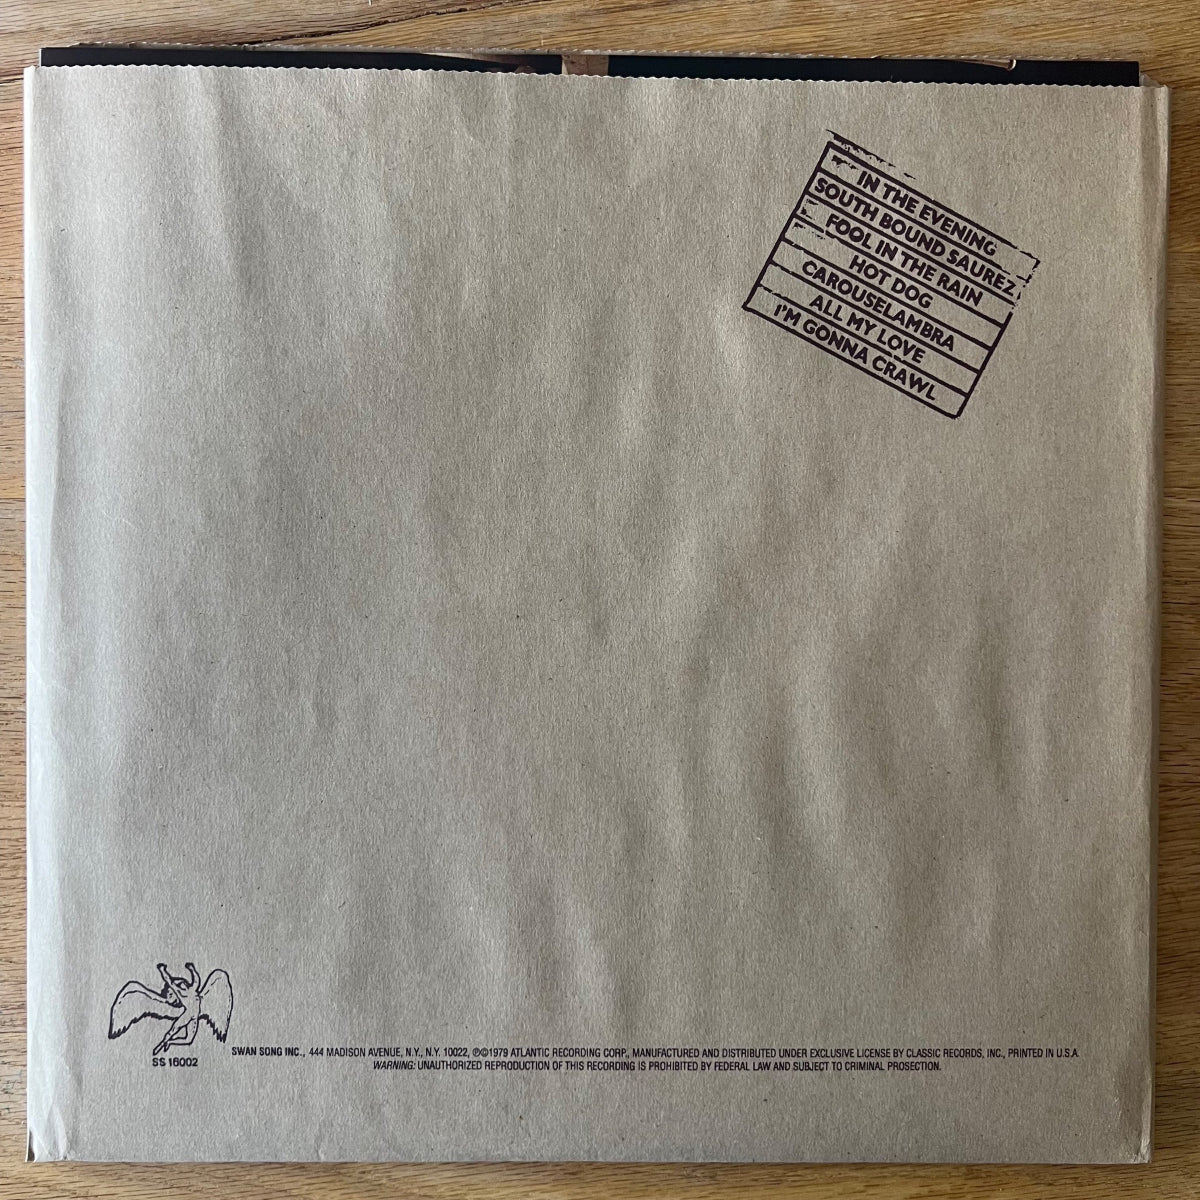 IN THE EVENING
SOUTH BOUND SAUREZ
FOOL IN THE RAIN
HOT DOG
CAROUSELAMBRA
ALL MY LOVE
I'M GONNA CRAWL
SS 16002
SWAN SONG INC., 444 MADISON AVENUE, N.Y., N.Y. 10022, ℗©1979 ATLANTIC RECORDING CORP., MANUFACTURED AND DISTRIBUTED UNDER EXCLUSIVE LICENSE BY CLASSIC RECORDS, INC., PRINTED IN U.S.A.
WARNING: UNAUTHORIZED REPRODUCTION OF THIS RECORDING IS PROHIBITED BY FEDERAL LAW AND SUBJECT TO CRIMINAL PROSECTION.